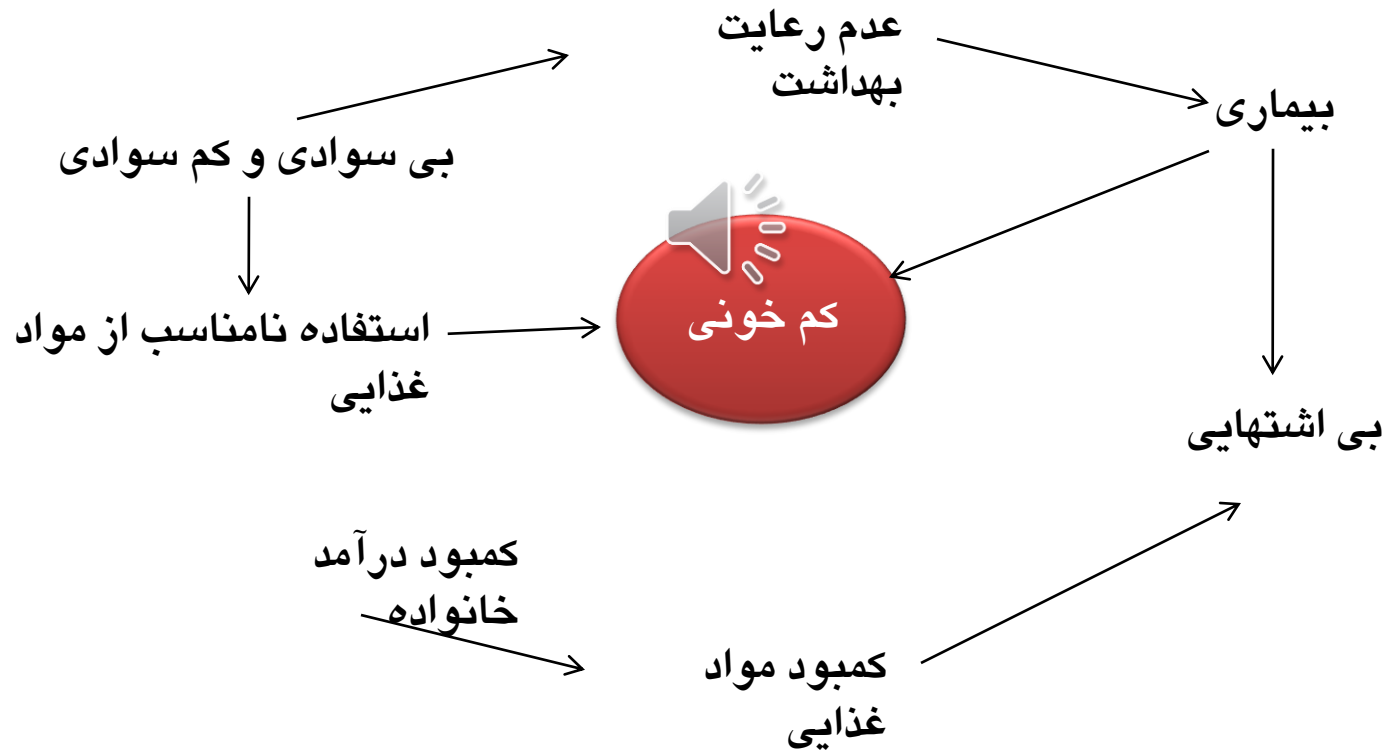 عدم رعایت
بهداشت
بیماری
بی سوادی و کم سوادی
کم خونی
استفاده نامناسب از مواد
غذایی
بی اشتهایی
کمبود درآمد
خانواده
کمبود مواد
غذایی